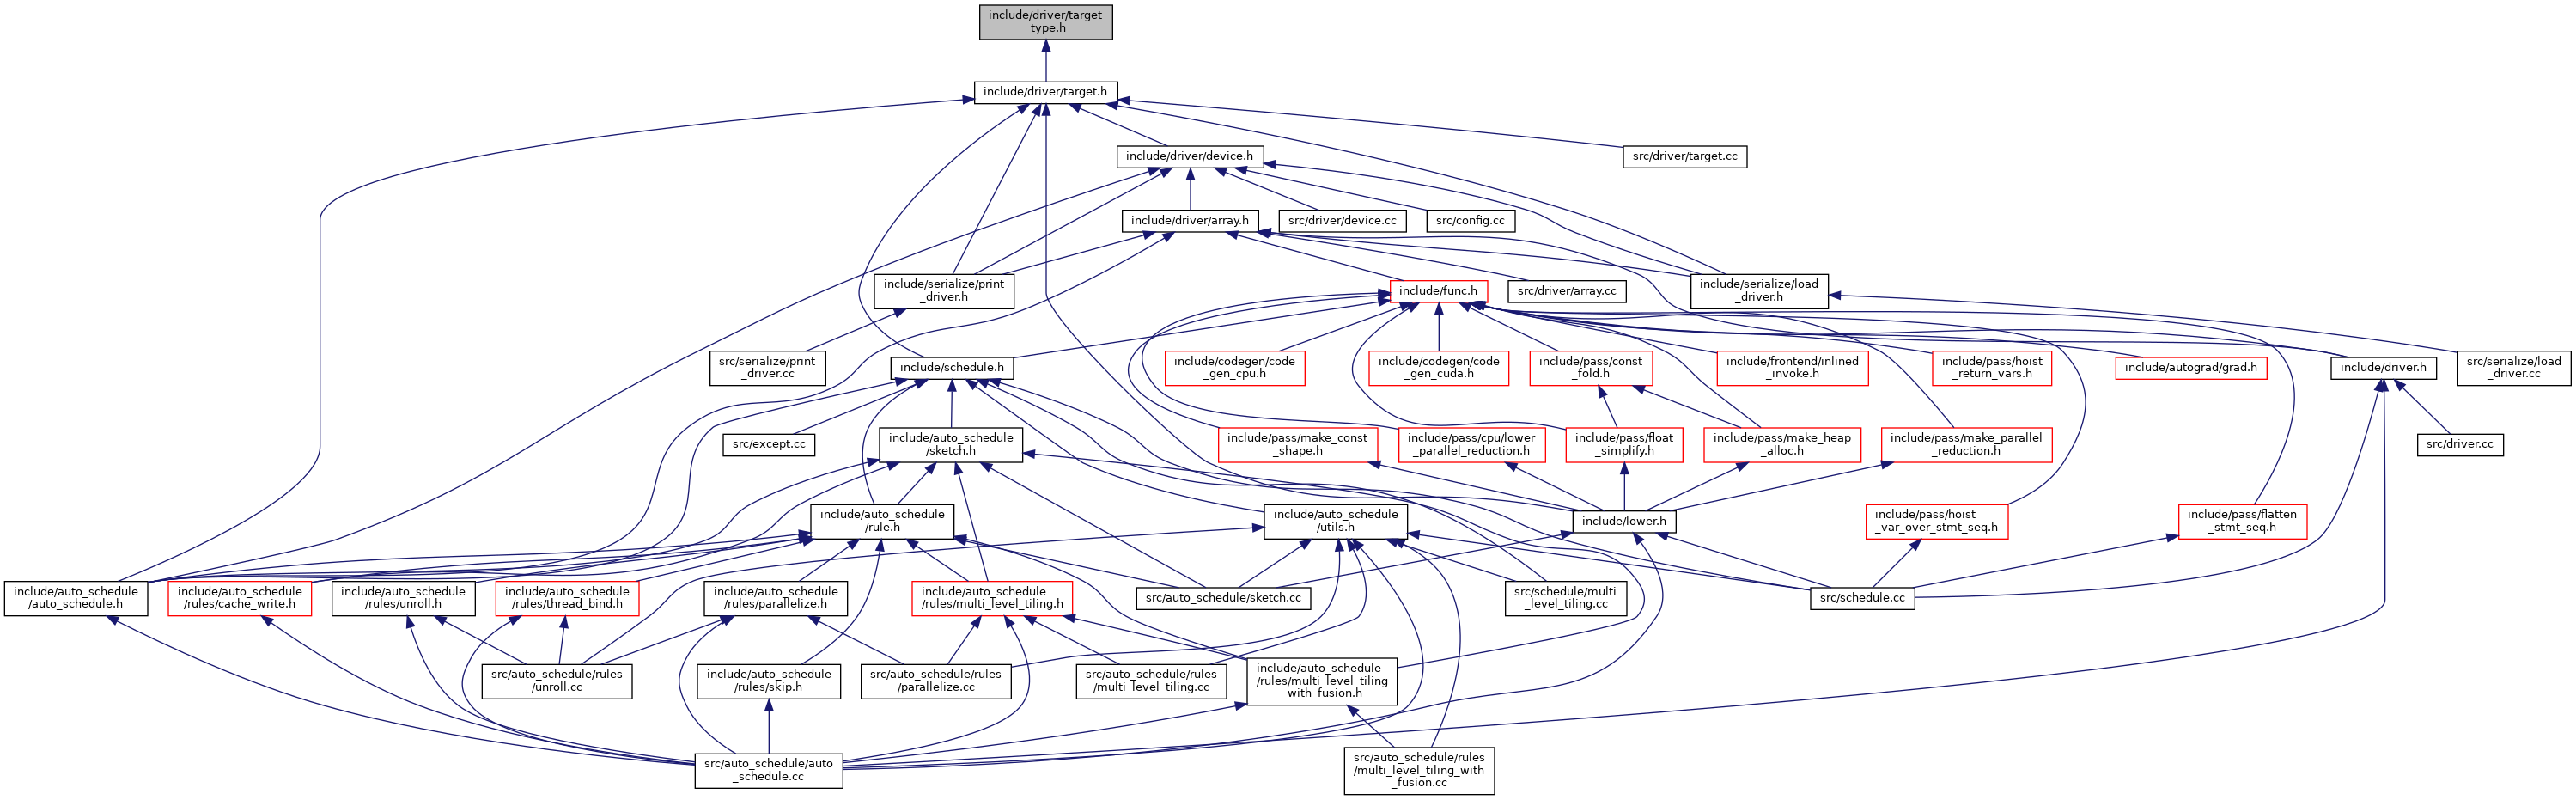 include/driver/target
_type.h
include/driver/target.h
include/driver/device.h
src/driver/target.cc
include/driver/array.h
src/driver/device.cc
src/config.cc
include/serialize/print
_driver.h
include/func.h
src/driver/array.cc
include/serialize/load
_driver.h
src/serialize/print
_driver.cc
include/schedule.h
include/codegen/code
_gen_cpu.h
include/codegen/code
_gen_cuda.h
include/pass/const
_fold.h
include/frontend/inlined
_invoke.h
include/pass/hoist
_return_vars.h
include/autograd/grad.h
include/driver.h
src/serialize/load
_driver.cc
src/except.cc
include/auto_schedule
/sketch.h
include/pass/make_const
_shape.h
include/pass/cpu/lower
_parallel_reduction.h
include/pass/float
_simplify.h
include/pass/make_heap
_alloc.h
include/pass/make_parallel
_reduction.h
src/driver.cc
include/auto_schedule
/rule.h
include/auto_schedule
/utils.h
include/lower.h
include/pass/hoist
_var_over_stmt_seq.h
include/pass/flatten
_stmt_seq.h
include/auto_schedule
/auto_schedule.h
include/auto_schedule
/rules/cache_write.h
include/auto_schedule
/rules/unroll.h
include/auto_schedule
/rules/thread_bind.h
include/auto_schedule
/rules/parallelize.h
include/auto_schedule
/rules/multi_level_tiling.h
src/auto_schedule/sketch.cc
src/schedule/multi
_level_tiling.cc
src/schedule.cc
src/auto_schedule/rules
/unroll.cc
include/auto_schedule
/rules/skip.h
src/auto_schedule/rules
/parallelize.cc
src/auto_schedule/rules
/multi_level_tiling.cc
include/auto_schedule
/rules/multi_level_tiling
_with_fusion.h
src/auto_schedule/auto
_schedule.cc
src/auto_schedule/rules
/multi_level_tiling_with
_fusion.cc